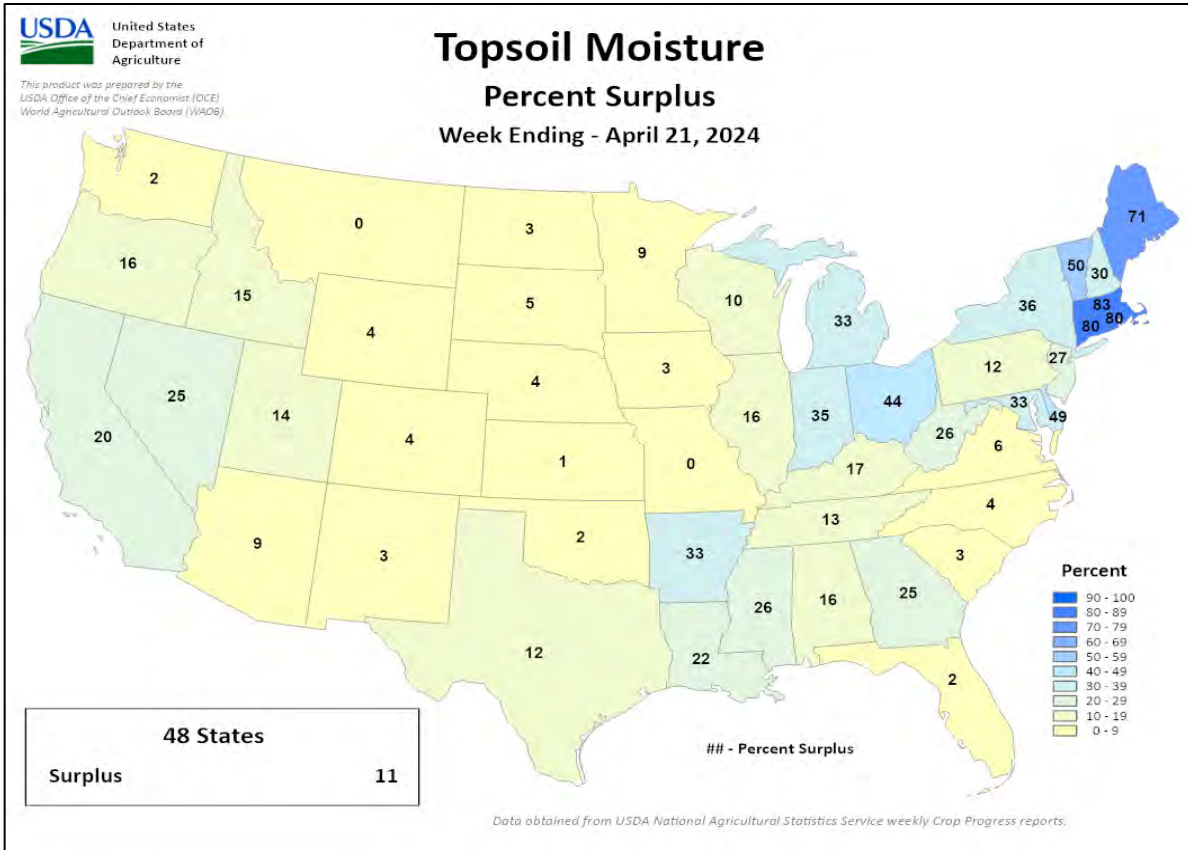 USDA
United States
Department of
Agriculture
This product was prepared by the
USDA Office of the Chief Economist (OCE)
World Agricultural Outlook Board (WAOB)
Topsoil Moisture
Percent Surplus
Week Ending - April 21, 2024
2
0
3
9
71
16
15
5
10
50
30
4
33
36
83
80
80
3
4
12
27
25
14
16
35
44
33
49
20
4
26
1
0
17
6
13
4
9
3
2
33
3
26
16
25
12
22
2
Percent
90 - 100
80 - 89
70 - 79
60 - 69
50 - 59
40 - 49
30 - 39
20 - 29
10 - 19
0 - 9
48 States
Surplus 11
## - Percent Surplus
Data obtained from USDA National Agricultural Statistics Service weekly Crop Progress reports.